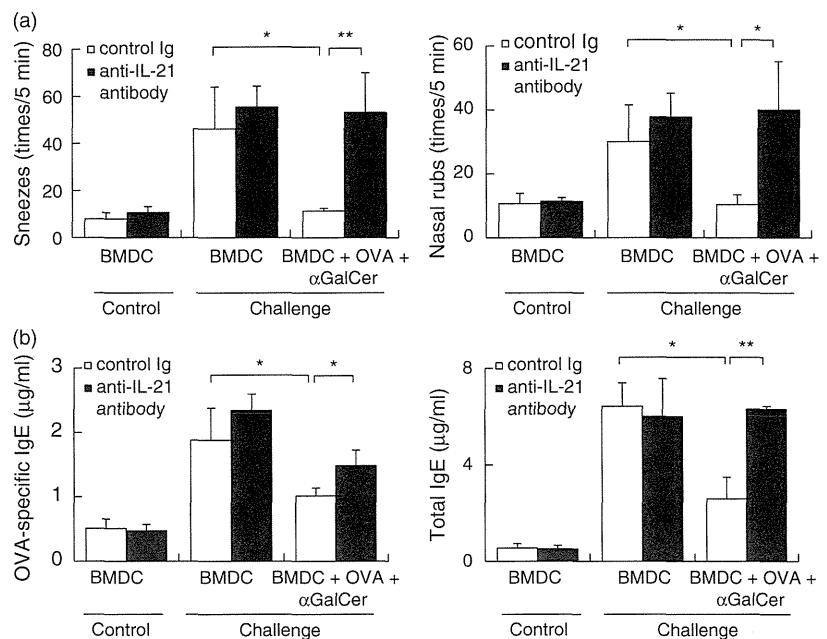 (a)
Sneezes (times/5 min)
80
60
40
20
0
control Ig
anti-IL-21
antibody
*
**
BMDC
BMDC
BMDC + OVA +
αGalCer
Control
Challenge
Nasal rubs (times/5 min)
60
40
20
0
control Ig
anti-IL-21
antibody
*
*
BMDC
BMDC
BMDC + OVA +
αGalCer
Control
Challenge
(b)
OVA-specific IgE (μg/ml)
3
2
1
0
control Ig
anti-IL-21
antibody
*
*
BMDC
BMDC
BMDC + OVA +
αGalCer
Control
Challenge
Total IgE (μg/ml)
9
6
3
0
control Ig
anti-IL-21
antibody
*
**
BMDC
BMDC
BMDC + OVA +
αGalCer
Control
Challenge